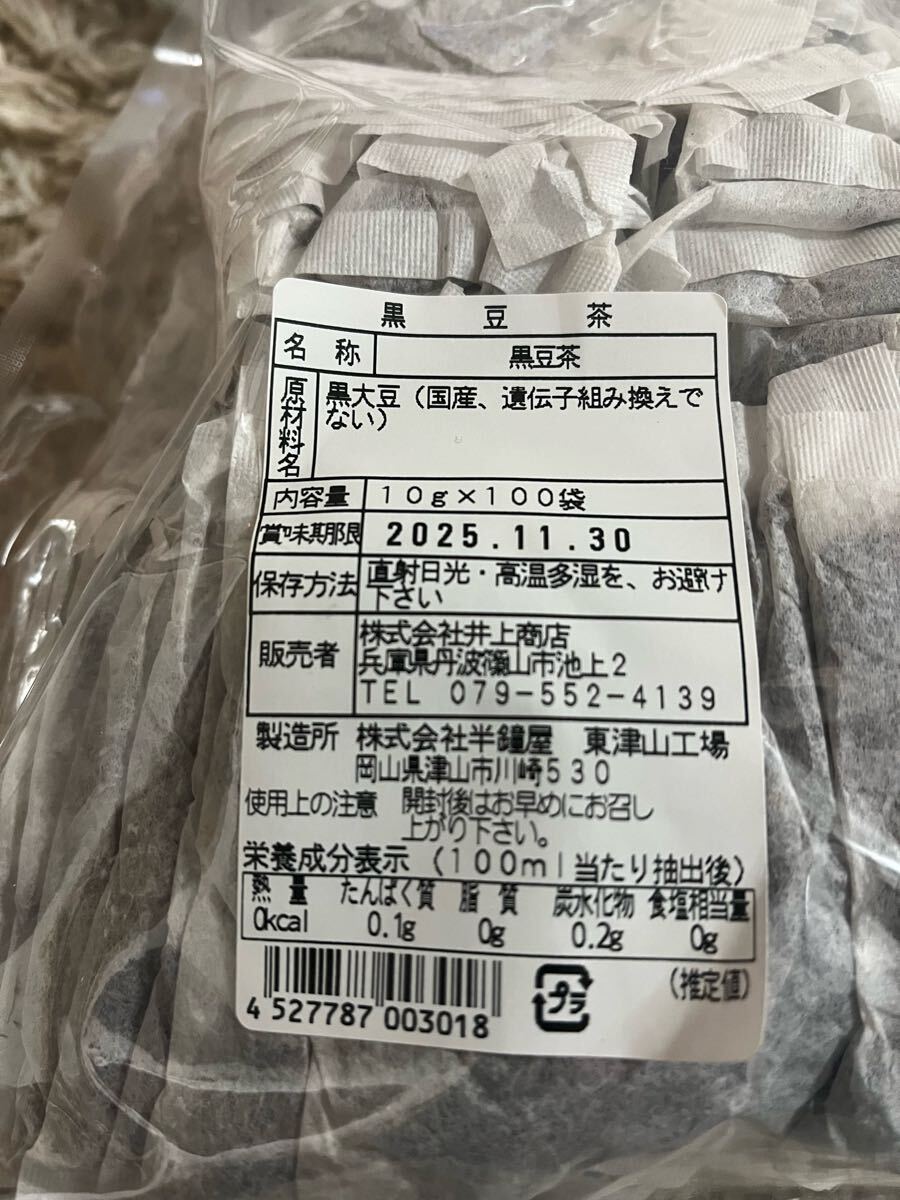 黒豆茶
名称 黒豆茶
原材料名 黒大豆（国産、遺伝子組み換えで
ない）
内容量 １０ｇ×１００袋
賞味期限 2025.11.30
保存方法 直射日光・高温多湿を、お避け
下さい
販売者 株式会社井上商店
兵庫県丹波篠山市池上２
ＴＥＬ ０７９－５５２－４１３９
製造所 株式会社半鐘屋 東津山工場
岡山県津山市川崎５３０
使用上の注意 開封後はお早めにお召し
上がり下さい。
栄養成分表示（１００ｍｌ当たり抽出後）
熱量 たんぱく質 脂質 炭水化物 食塩相当量
0kcal 0.1g 0g 0.2g 0g
（推定値）
プラ
4 527787 003018